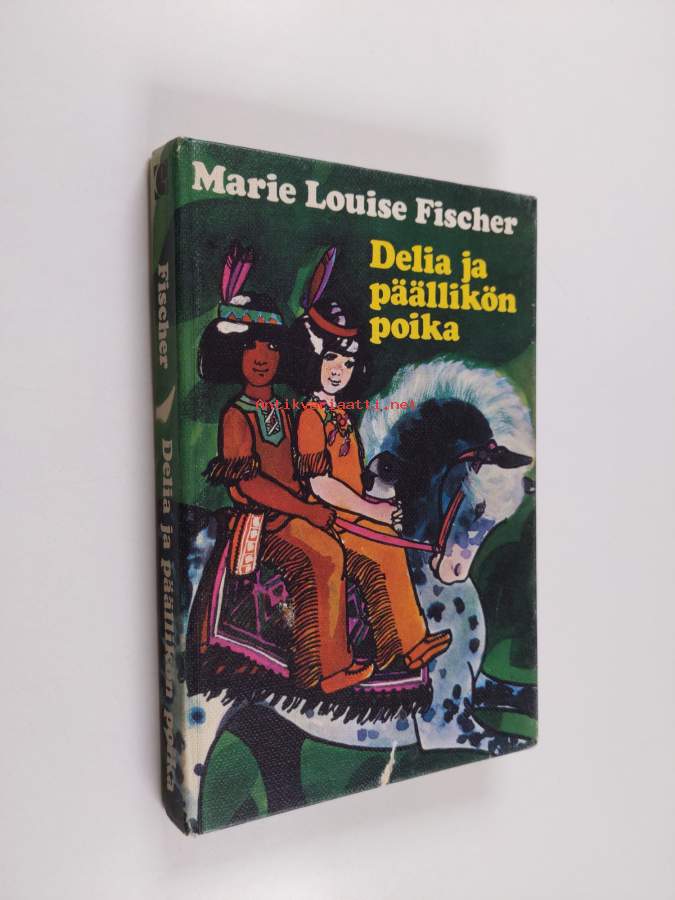 Marie Louise Fischer
Delia ja
päällikön
poika
Antikvariaatti.net
Fischer
Delia ja päällikön poika